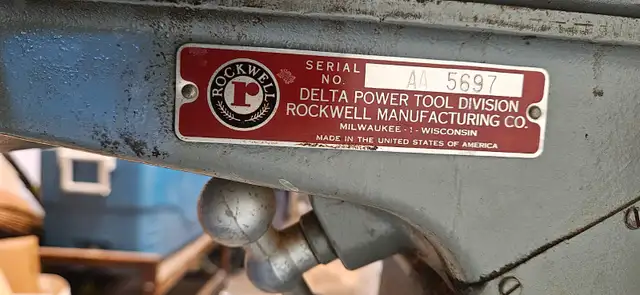 ROCKWELL
r
SERIAL
NO. AA 5697
DELTA POWER TOOL DIVISION
ROCKWELL MANUFACTURING CO.
MILWAUKEE - 1 - WISCONSIN
MADE IN THE UNITED STATES OF AMERICA